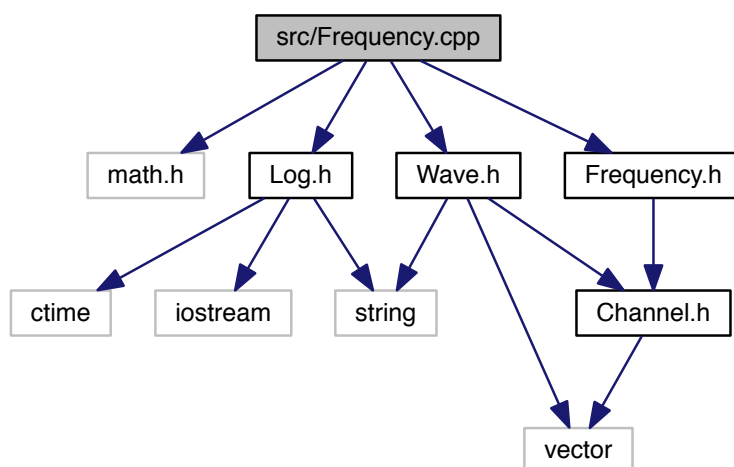 src/Frequency.cpp
math.h
Log.h
Wave.h
Frequency.h
ctime
iostream
string
Channel.h
vector